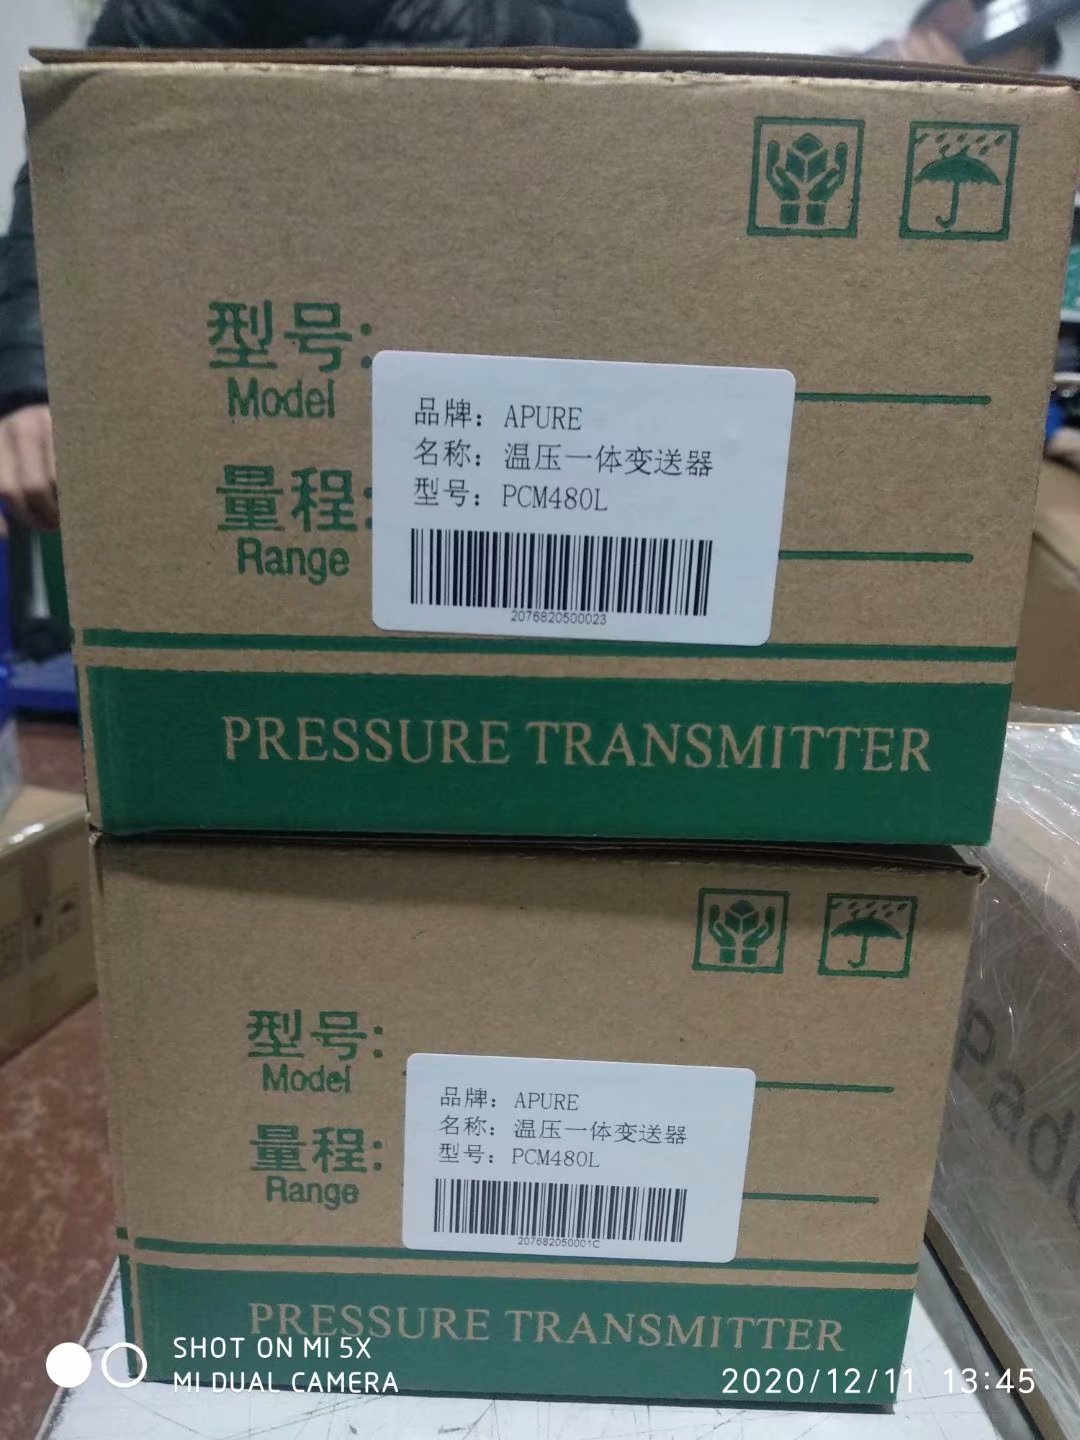 型号:
Model
量程:
Range
品牌：APURE
名称：温压一体变送器
型号：PCM480L
2076820500023
PRESSURE TRANSMITTER
型号:
Model
量程:
Range
品牌：APURE
名称：温压一体变送器
型号：PCM480L
207682050001C
PRESSURE TRANSMITTER
SHOT ON MI 5X
MI DUAL CAMERA
2020/12/11 13:45